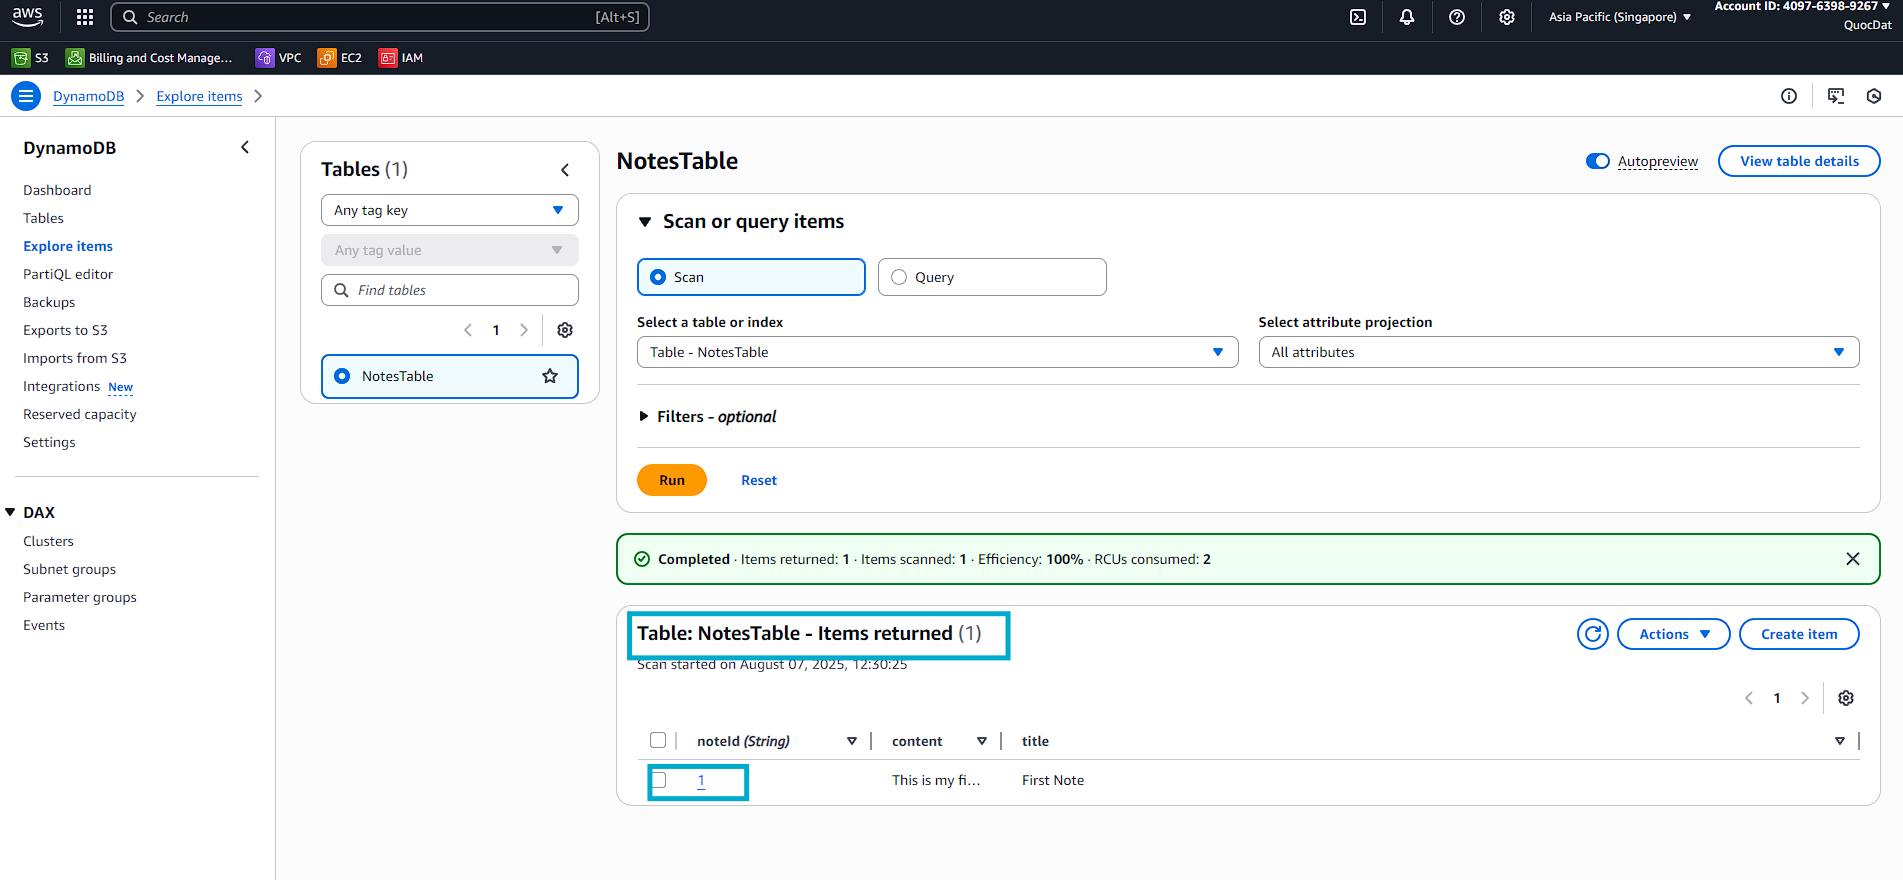 aws
Search [Alt+S]
Asia Pacific (Singapore)
Account ID: 4097-6398-9267
QuocDat
S3 Billing and Cost Manage... VPC EC2 IAM
DynamoDB Explore items
DynamoDB
Dashboard
Tables
Explore items
PartiQL editor
Backups
Exports to S3
Imports from S3
Integrations New
Reserved capacity
Settings
DAX
Clusters
Subnet groups
Parameter groups
Events
Tables (1)
Any tag key
Any tag value
Find tables
1
NotesTable
NotesTable
Autopreview
View table details
Scan or query items
Scan Query
Select a table or index Select attribute projection
Table - NotesTable All attributes
Filters - optional
Run Reset
Completed · Items returned: 1 · Items scanned: 1 · Efficiency: 100% · RCUs consumed: 2
Table: NotesTable - Items returned (1)
Actions Create item
Scan started on August 07, 2025, 12:30:25
1
noteId (String) content title
1 This is my fi... First Note